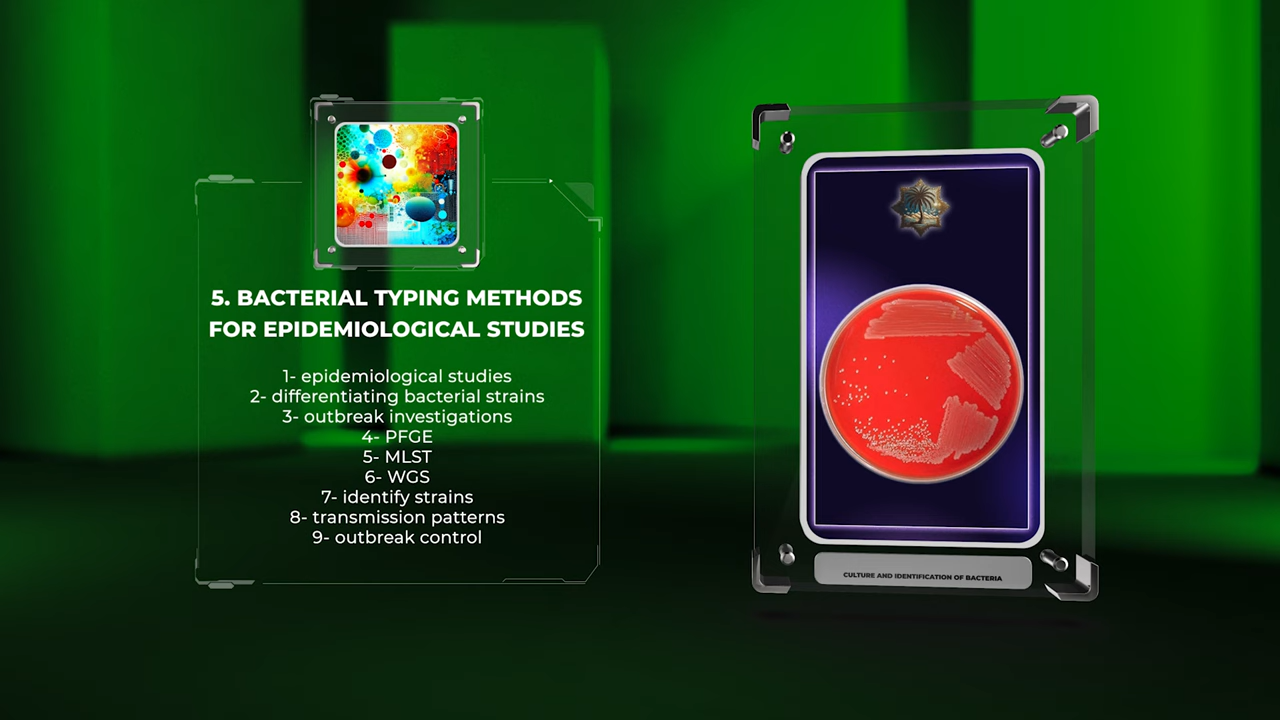 5. BACTERIAL TYPING METHODS
FOR EPIDEMIOLOGICAL STUDIES
1- epidemiological studies
2- differentiating bacterial strains
3- outbreak investigations
4- PFGE
5- MLST
6- WGS
7- identify strains
8- transmission patterns
9- outbreak control
CULTURE AND IDENTIFICATION OF BACTERIA